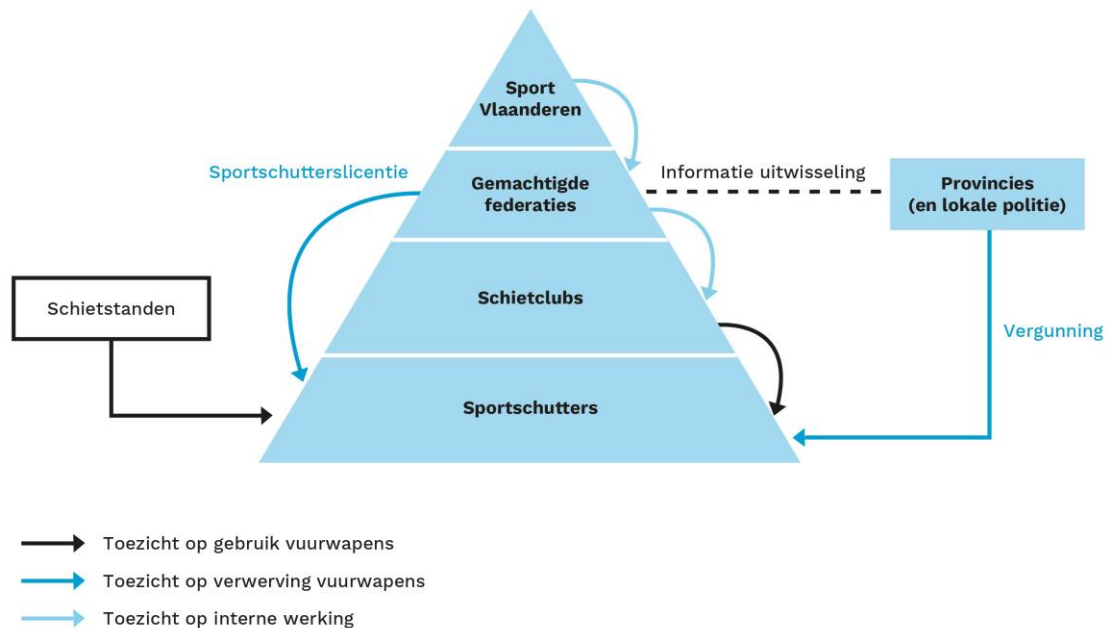 Sport
Vlaanderen
Sportschutterslicentie
Gemachtigde
federaties
Informatie uitwisseling
Provincies
(en lokale politie)
Schietstanden
Schietclubs
Vergunning
Sportschutters
Toezicht op gebruik vuurwapens
Toezicht op verwerving vuurwapens
Toezicht op interne werking